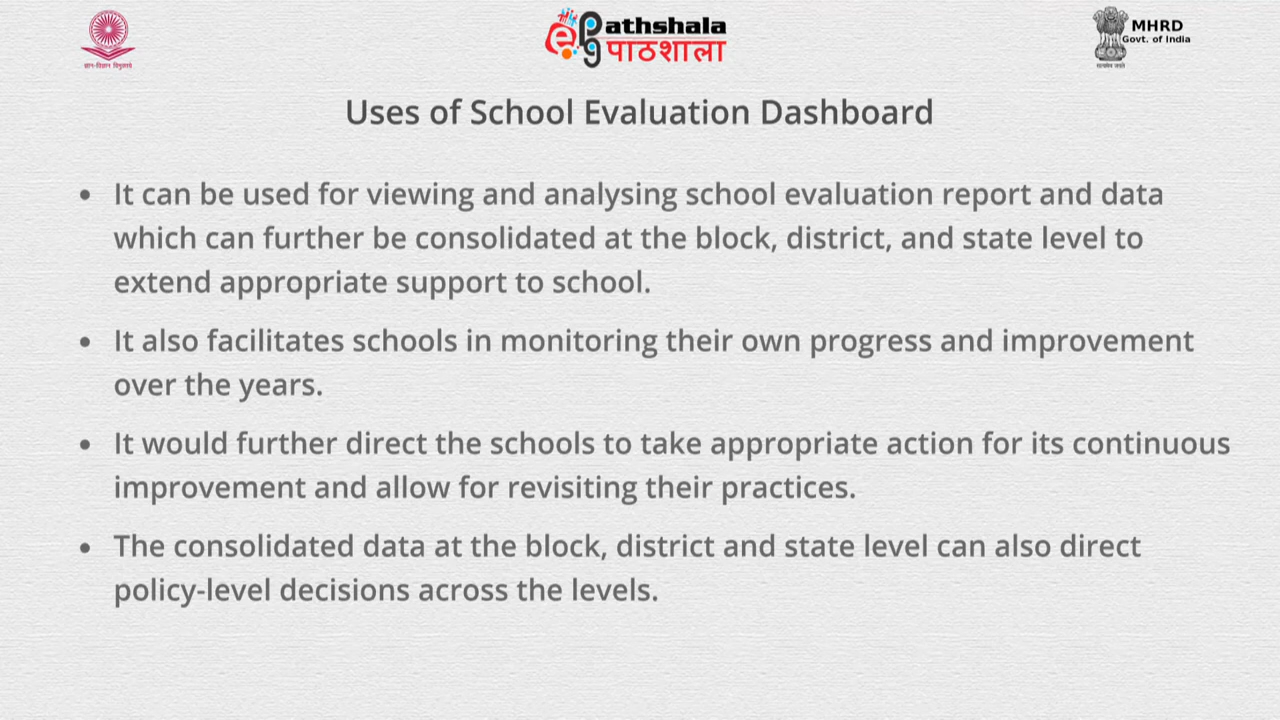 ज्ञान-विज्ञान विमुक्तये
ePathshala
पाठशाला
MHRD
Govt. of India
सत्यमेव जयते
Uses of School Evaluation Dashboard
• It can be used for viewing and analysing school evaluation report and data
which can further be consolidated at the block, district, and state level to
extend appropriate support to school.
• It also facilitates schools in monitoring their own progress and improvement
over the years.
• It would further direct the schools to take appropriate action for its continuous
improvement and allow for revisiting their practices.
• The consolidated data at the block, district and state level can also direct
policy-level decisions across the levels.